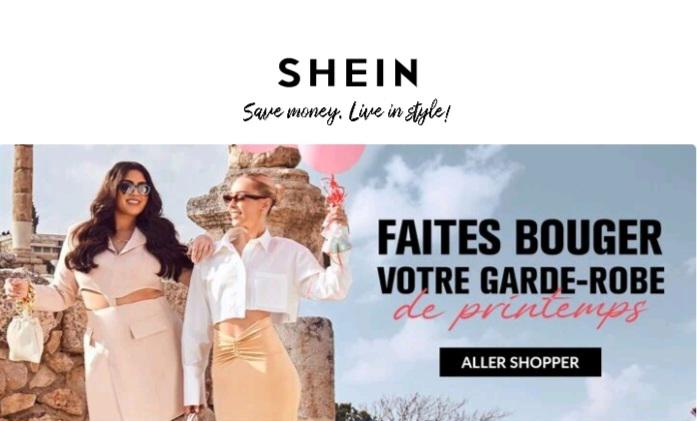 SHEIN
Save money. Live in style!
FAITES BOUGER
VOTRE GARDE-ROBE
de printemps
ALLER SHOPPER